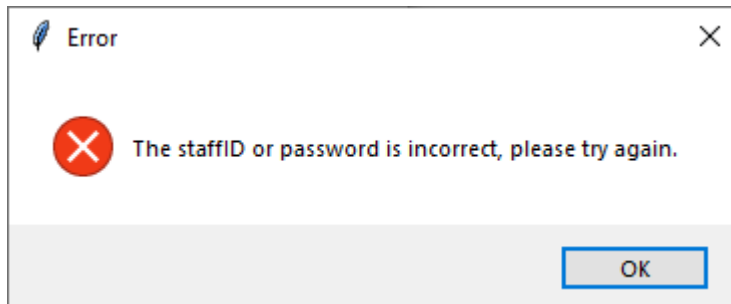 Error
The staffID or password is incorrect, please try again.
OK